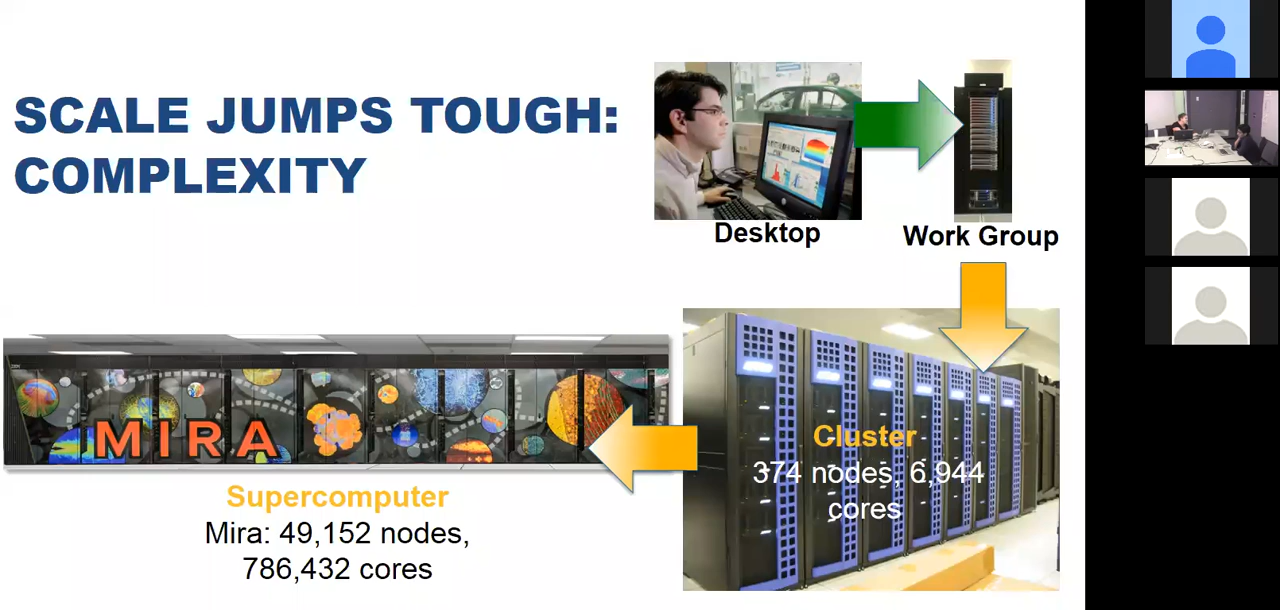 SCALE JUMPS TOUGH:
COMPLEXITY
Desktop
Work Group
Cluster
374 nodes, 6,944
cores
MIRA
Supercomputer
Mira: 49,152 nodes,
786,432 cores